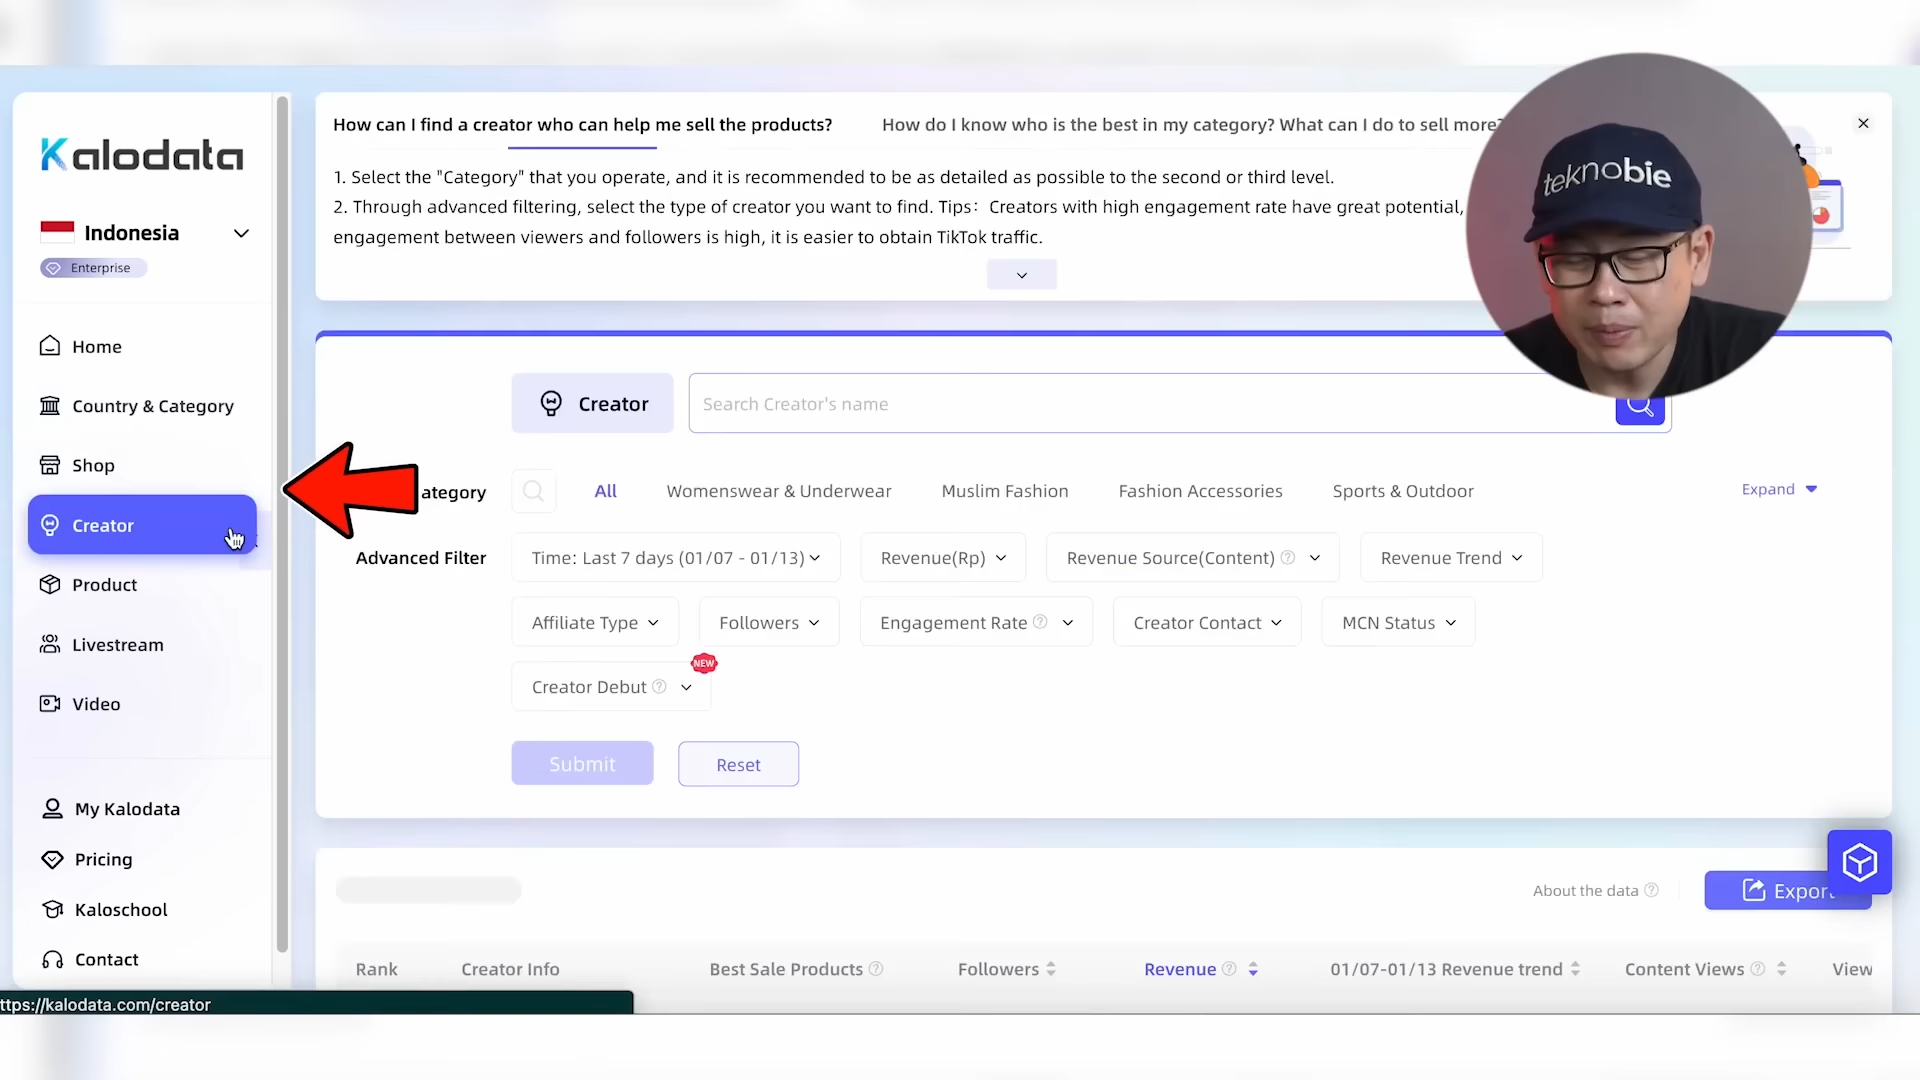 Kalodata
Indonesia
Enterprise
Home
Country & Category
Shop
Creator
Product
Livestream
Video
My Kalodata
Pricing
Kaloschool
Contact
https://kalodata.com/creator
How can I find a creator who can help me sell the products?
How do I know who is the best in my category? What can I do to sell more?
1. Select the "Category" that you operate, and it is recommended to be as detailed as possible to the second or third level.
2. Through advanced filtering, select the type of creator you want to find. Tips: Creators with high engagement rate have great potential,
engagement between viewers and followers is high, it is easier to obtain TikTok traffic.
teknobie
Creator
Search Creator's name
ategory
All
Womenswear & Underwear
Muslim Fashion
Fashion Accessories
Sports & Outdoor
Expand
Advanced Filter
Time: Last 7 days (01/07 - 01/13)
Revenue(Rp)
Revenue Source(Content) ?
Revenue Trend
Affiliate Type
Followers
Engagement Rate ?
Creator Contact
MCN Status
NEW
Creator Debut ?
Submit
Reset
About the data ?
Export
Rank
Creator Info
Best Sale Products ?
Followers
Revenue ?
01/07-01/13 Revenue trend
Content Views ?
View